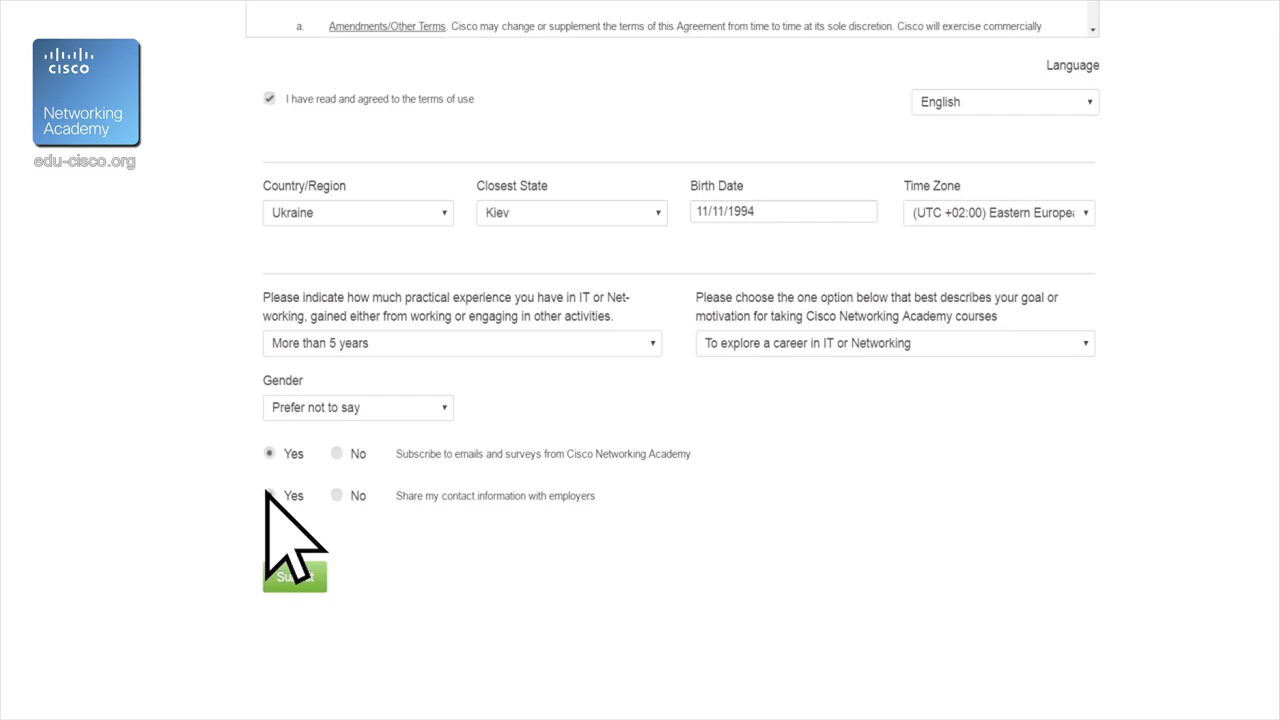 a. Amendments/Other Terms. Cisco may change or supplement the terms of this Agreement from time to time at its sole discretion. Cisco will exercise commercially
CISCO
Networking
Academy
edu-cisco.org
Language
I have read and agreed to the terms of use
English
Country/Region
Closest State
Birth Date
Time Zone
Ukraine
Kiev
11/11/1994
(UTC +02:00) Eastern Europea
Please indicate how much practical experience you have in IT or Net-
working, gained either from working or engaging in other activities.
Please choose the one option below that best describes your goal or
motivation for taking Cisco Networking Academy courses
More than 5 years
To explore a career in IT or Networking
Gender
Prefer not to say
Yes No Subscribe to emails and surveys from Cisco Networking Academy
Yes No Share my contact information with employers